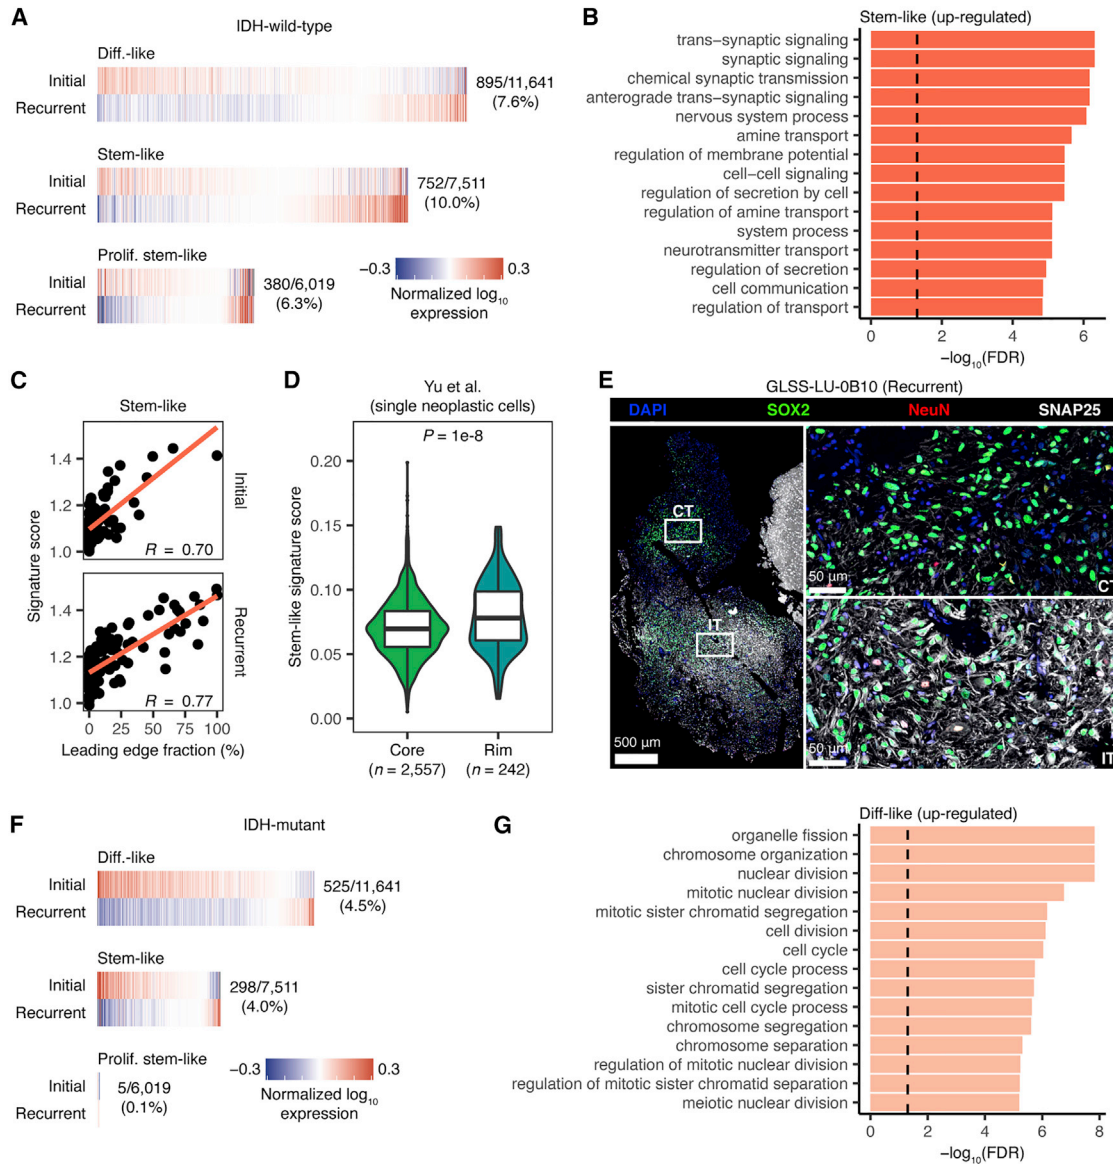 A
IDH-wild-type
Diff.-like
Initial
Recurrent
895/11,641
(7.6%)
Stem-like
Initial
Recurrent
752/7,511
(10.0%)
Prolif. stem-like
Initial
Recurrent
380/6,019
(6.3%)
−0.3
0.3
Normalized log10
expression
B
Stem-like (up-regulated)
trans−synaptic signaling
synaptic signaling
chemical synaptic transmission
anterograde trans−synaptic signaling
nervous system process
amine transport
regulation of membrane potential
cell−cell signaling
regulation of secretion by cell
regulation of amine transport
system process
neurotransmitter transport
regulation of secretion
cell communication
regulation of transport
0 2 4 6
−log10(FDR)
C
Stem-like
Signature score
1.4
1.2
1.0
R = 0.70
Initial
1.4
1.2
1.0
R = 0.77
Recurrent
0 25 50 75 100
Leading edge fraction (%)
D
Yu et al.
(single neoplastic cells)
P = 1e-8
Stem-like signature score
0.20
0.15
0.10
0.05
0.00
Core Rim
(n = 2,557) (n = 242)
E
GLSS-LU-0B10 (Recurrent)
DAPI SOX2 NeuN SNAP25
CT
IT
500 µm
50 µm
C
50 µm
IT
F
IDH-mutant
Diff.-like
Initial
Recurrent
525/11,641
(4.5%)
Stem-like
Initial
Recurrent
298/7,511
(4.0%)
Prolif. stem-like
Initial
Recurrent
5/6,019
(0.1%)
−0.3
0.3
Normalized log10
expression
G
Diff-like (up-regulated)
organelle fission
chromosome organization
nuclear division
mitotic nuclear division
mitotic sister chromatid segregation
cell division
cell cycle
cell cycle process
sister chromatid segregation
mitotic cell cycle process
chromosome segregation
chromosome separation
regulation of mitotic nuclear division
regulation of mitotic sister chromatid separation
meiotic nuclear division
0 2 4 6 8
−log10(FDR)